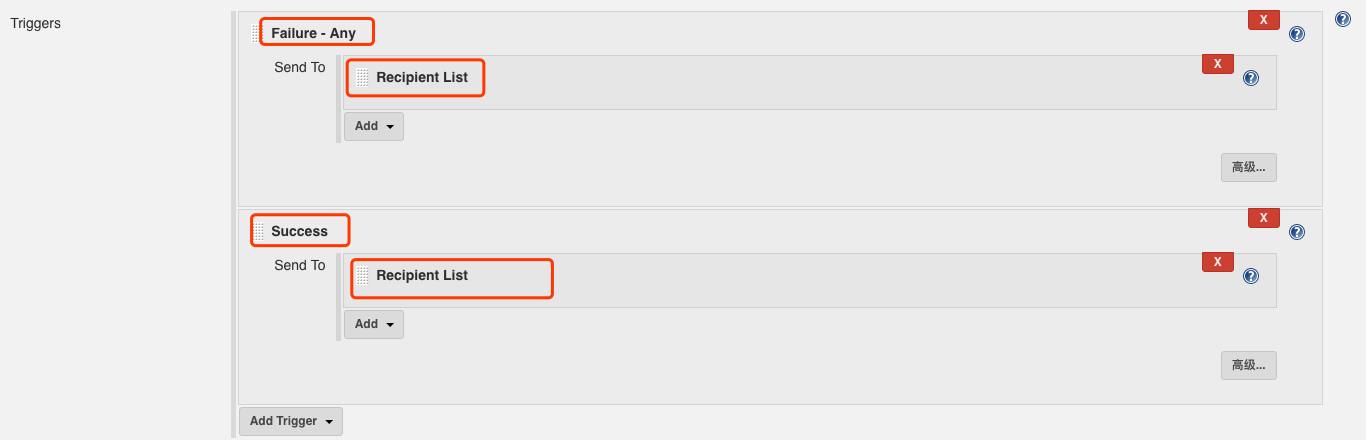 Triggers
Failure - Any
X
?
?
Send To
Recipient List
X
?
Add
高级...
Success
X
?
Send To
Recipient List
X
?
Add
高级...
Add Trigger